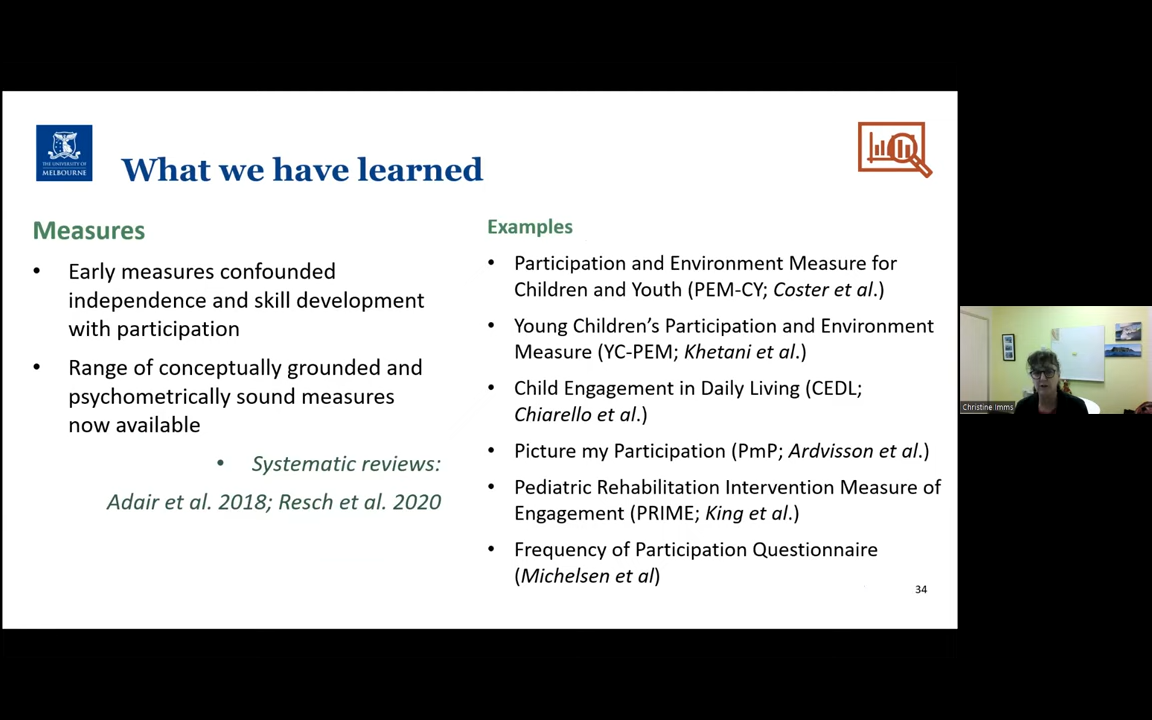 THE UNIVERSITY OF
MELBOURNE
What we have learned
Measures
• Early measures confounded
independence and skill development
with participation
• Range of conceptually grounded and
psychometrically sound measures
now available
• Systematic reviews:
Adair et al. 2018; Resch et al. 2020
Examples
• Participation and Environment Measure for
Children and Youth (PEM-CY; Coster et al.)
• Young Children’s Participation and Environment
Measure (YC-PEM; Khetani et al.)
• Child Engagement in Daily Living (CEDL;
Chiarello et al.)
• Picture my Participation (PmP; Ardvisson et al.)
• Pediatric Rehabilitation Intervention Measure of
Engagement (PRIME; King et al.)
• Frequency of Participation Questionnaire
(Michelsen et al)
34
Christine Imms